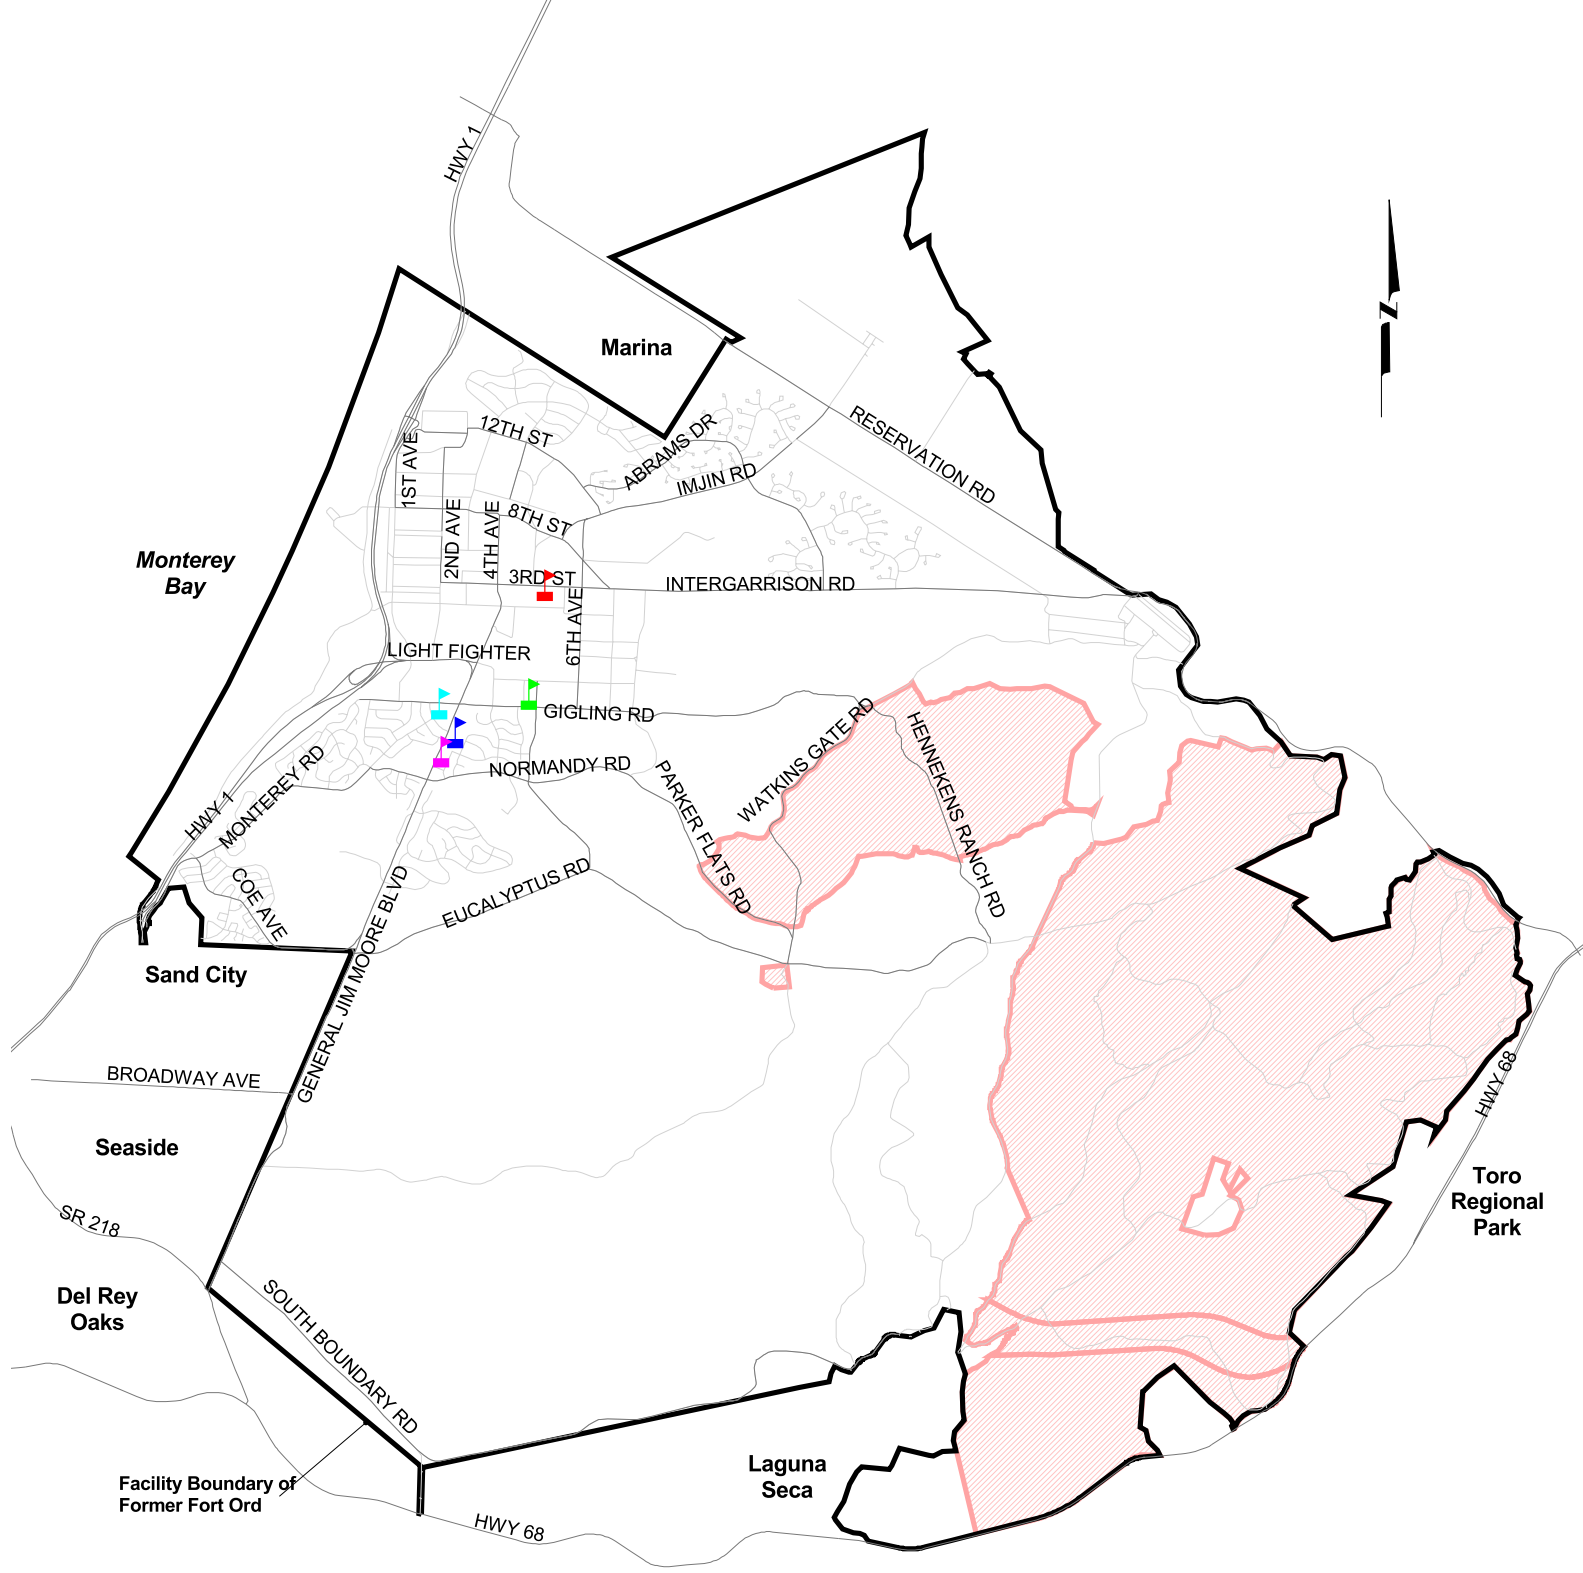 HWY 1
Marina
12TH ST
ABRAMS DR
RESERVATION RD
1ST AVE
IMJIN RD
2ND AVE
4TH AVE
8TH ST
Monterey
Bay
3RD ST
INTERGARRISON RD
6TH AVE
LIGHT FIGHTER
GIGLING RD
WATKINS GATE RD
HENNEKENS RANCH RD
NORMANDY RD
PARKER FLATS RD
HWY 1
MONTEREY RD
COE AVE
EUCALYPTUS RD
GENERAL JIM MOORE BLVD
Sand City
BROADWAY AVE
HWY 68
Seaside
Toro
Regional
Park
SR 218
Del Rey
Oaks
SOUTH BOUNDARY RD
Laguna
Seca
Facility Boundary of
Former Fort Ord
HWY 68
N